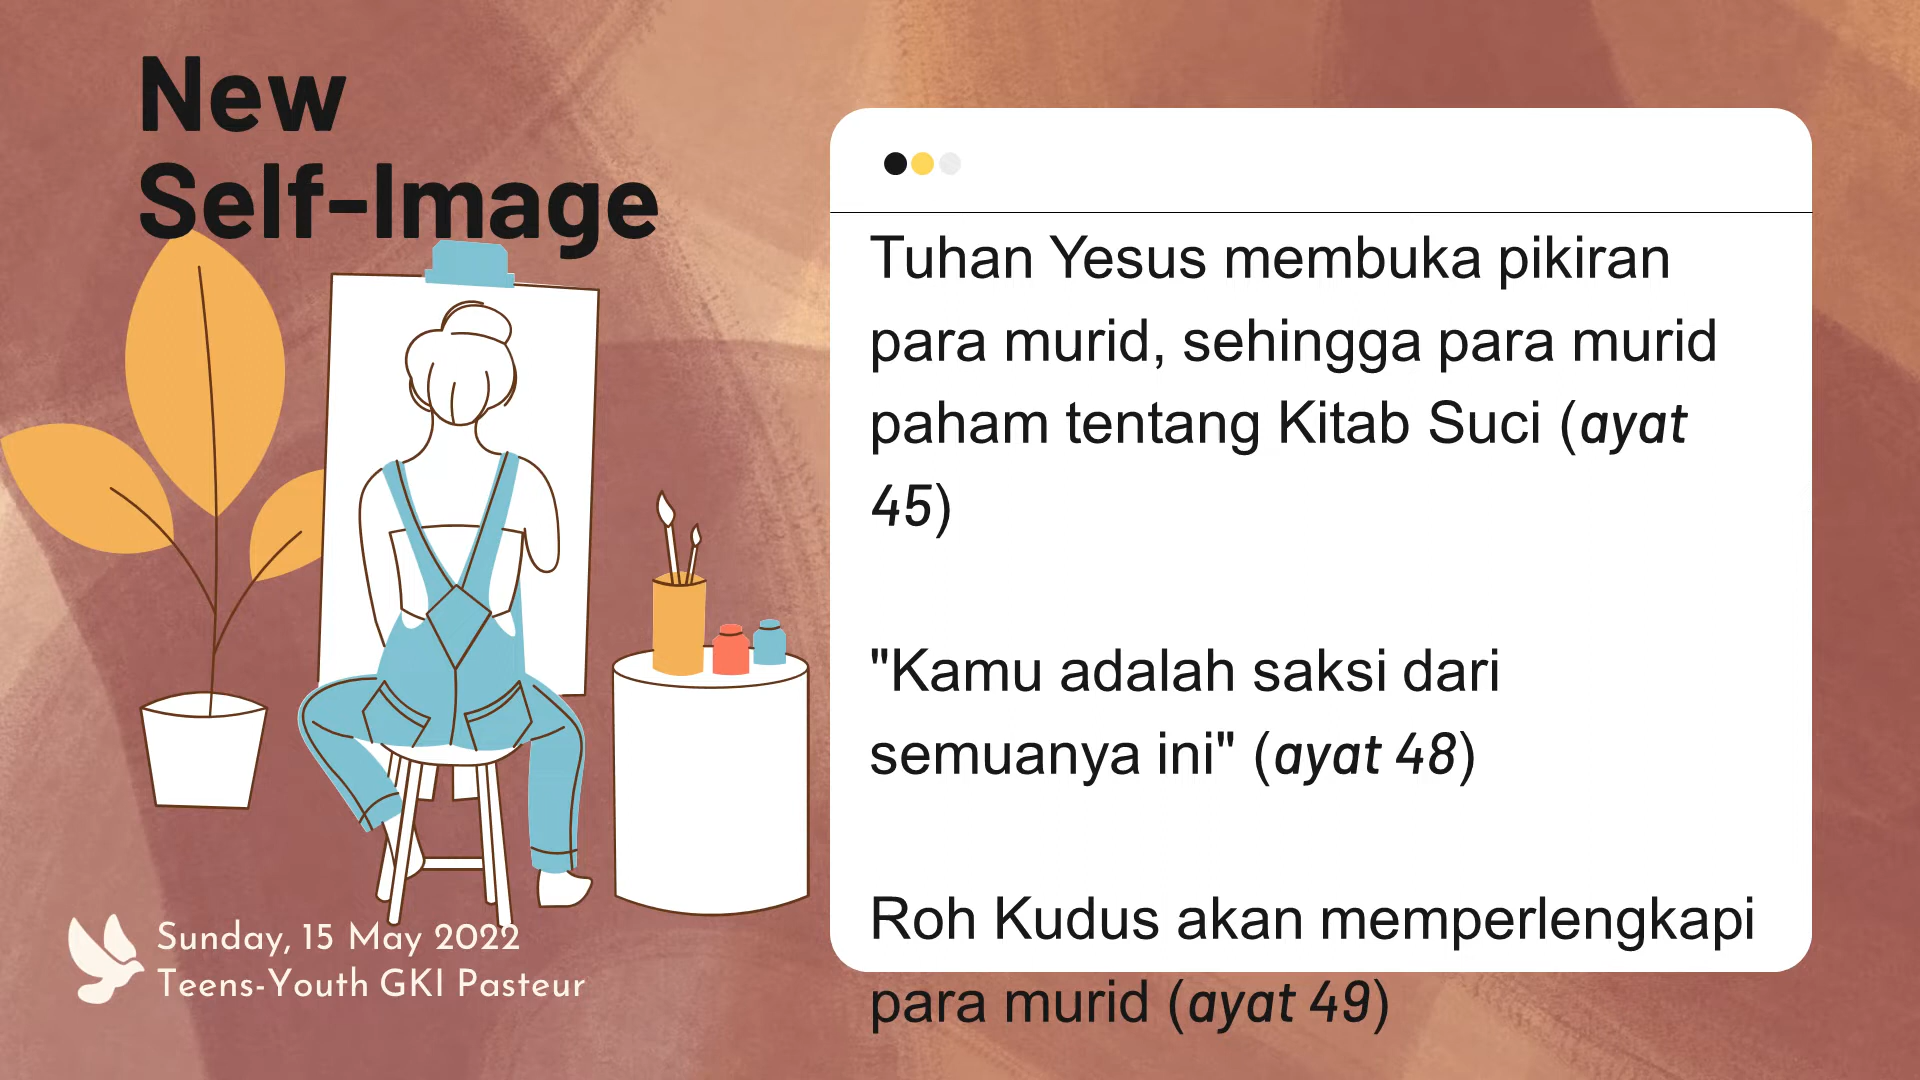 New
Self-Image
Tuhan Yesus membuka pikiran
para murid, sehingga para murid
paham tentang Kitab Suci (ayat
45)
"Kamu adalah saksi dari
semuanya ini" (ayat 48)
Roh Kudus akan memperlengkapi
para murid (ayat 49)
Sunday, 15 May 2022
Teens-Youth GKI Pasteur